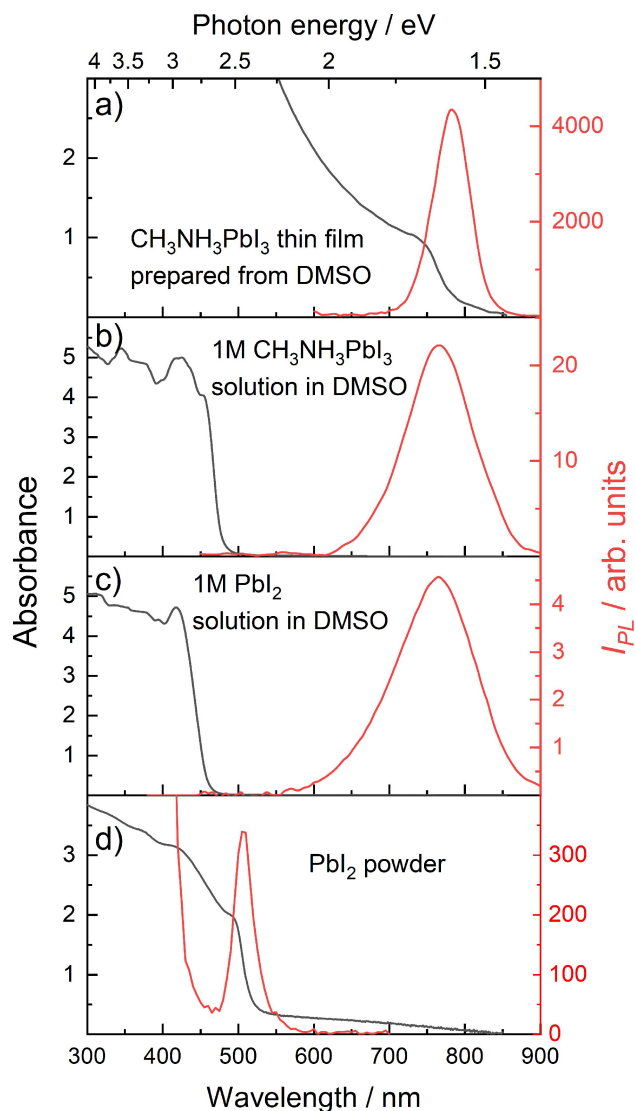 Photon energy / eV
4 3.5 3 2.5 2 1.5
a)
2
1
4000
2000
CH₃NH₃PbI₃ thin film
prepared from DMSO
b)
1M CH₃NH₃PbI₃
solution in DMSO
5
4
3
2
1
20
10
0
c)
1M PbI₂
solution in DMSO
5
4
3
2
1
4
3
2
1
d)
PbI₂ powder
3
2
1
300
200
100
0
Absorbance
I_PL / arb. units
300 400 500 600 700 800 900
Wavelength / nm